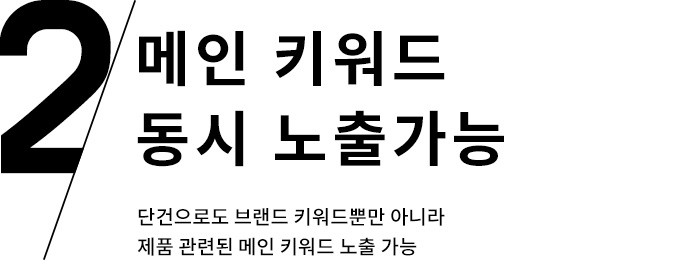 2
메인 키워드
동시 노출가능
단건으로도 브랜드 키워드뿐만 아니라
제품 관련된 메인 키워드 노출 가능